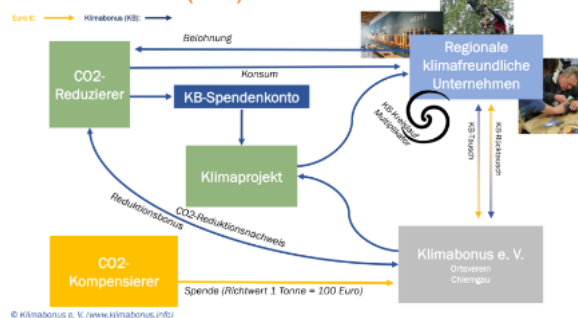 Euro €:
Klimabonus (KB):
Belohnung
CO2-
Reduzierer
Konsum
Regionale
klimafreundliche
Unternehmen
KB-Spendenkonto
KB-Kreislauf
Multiplikator
KB-Tausch
KB-Rücktausch
Klimaprojekt
Reduktionsbonus
CO2-Reduktionsnachweis
Klimabonus e. V.
Ortsverein
Chiemgau
CO2-
Kompensierer
Spende (Richtwert 1 Tonne = 100 Euro)
© Klimabonus e. V. (www.klimabonus.info)